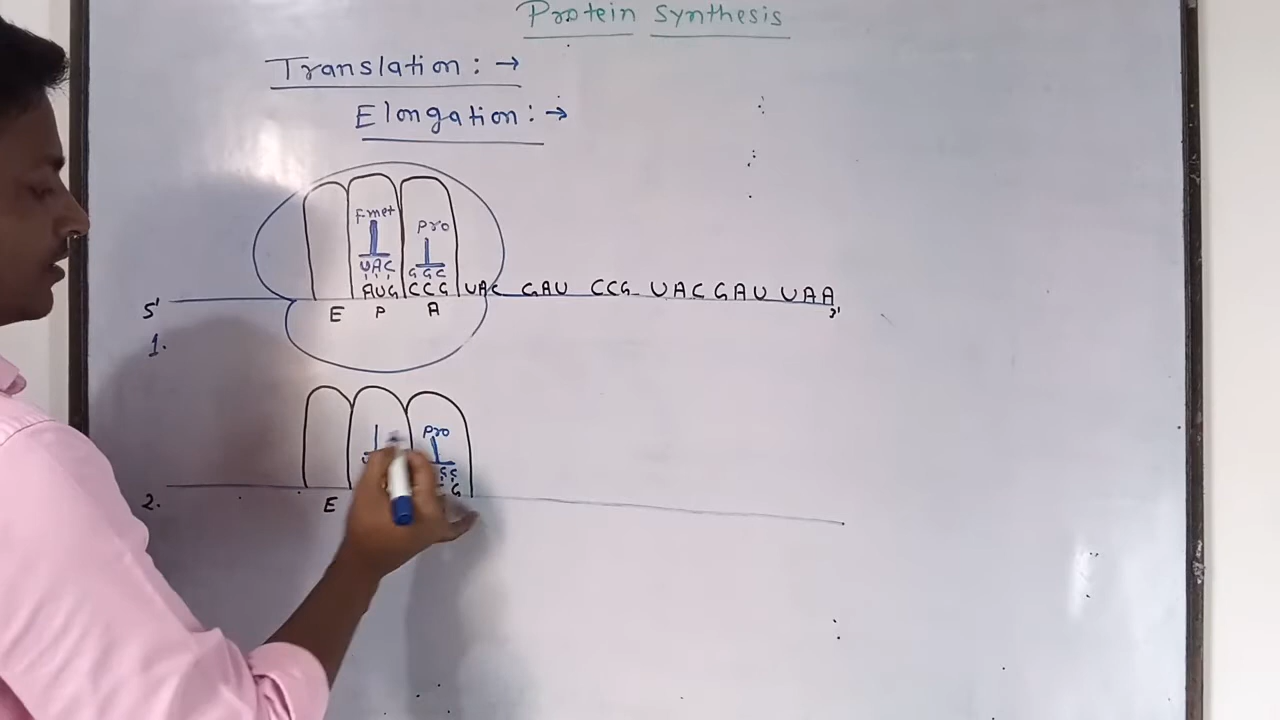 Protein Synthesis
Translation: →
Elongation: →
Fmet Pro
UAC GGC
5' AUG CCG UAC GAU CCG UAC GAU UAA 3'
E P A
1.
Pro
2. E